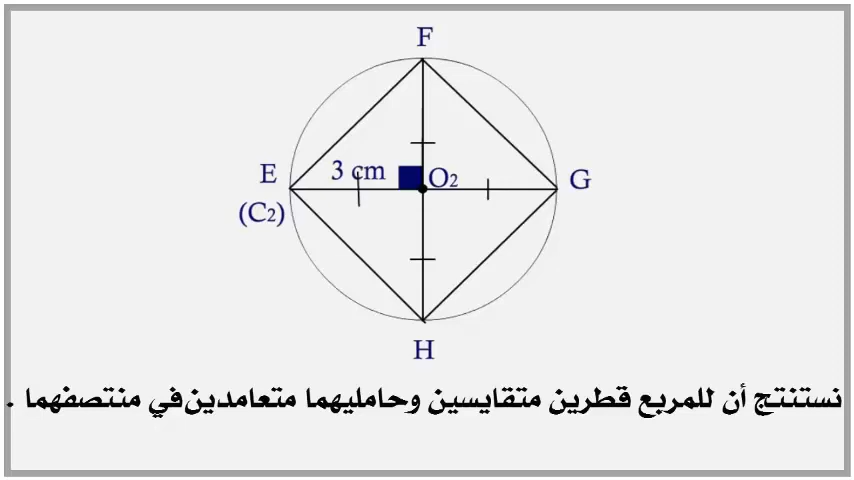 F
3 cm
E
O₂
G
(C₂)
H
نستنتج أن للمربع قطرين متقايسين وحامليهما متعامدين في منتصفهما .